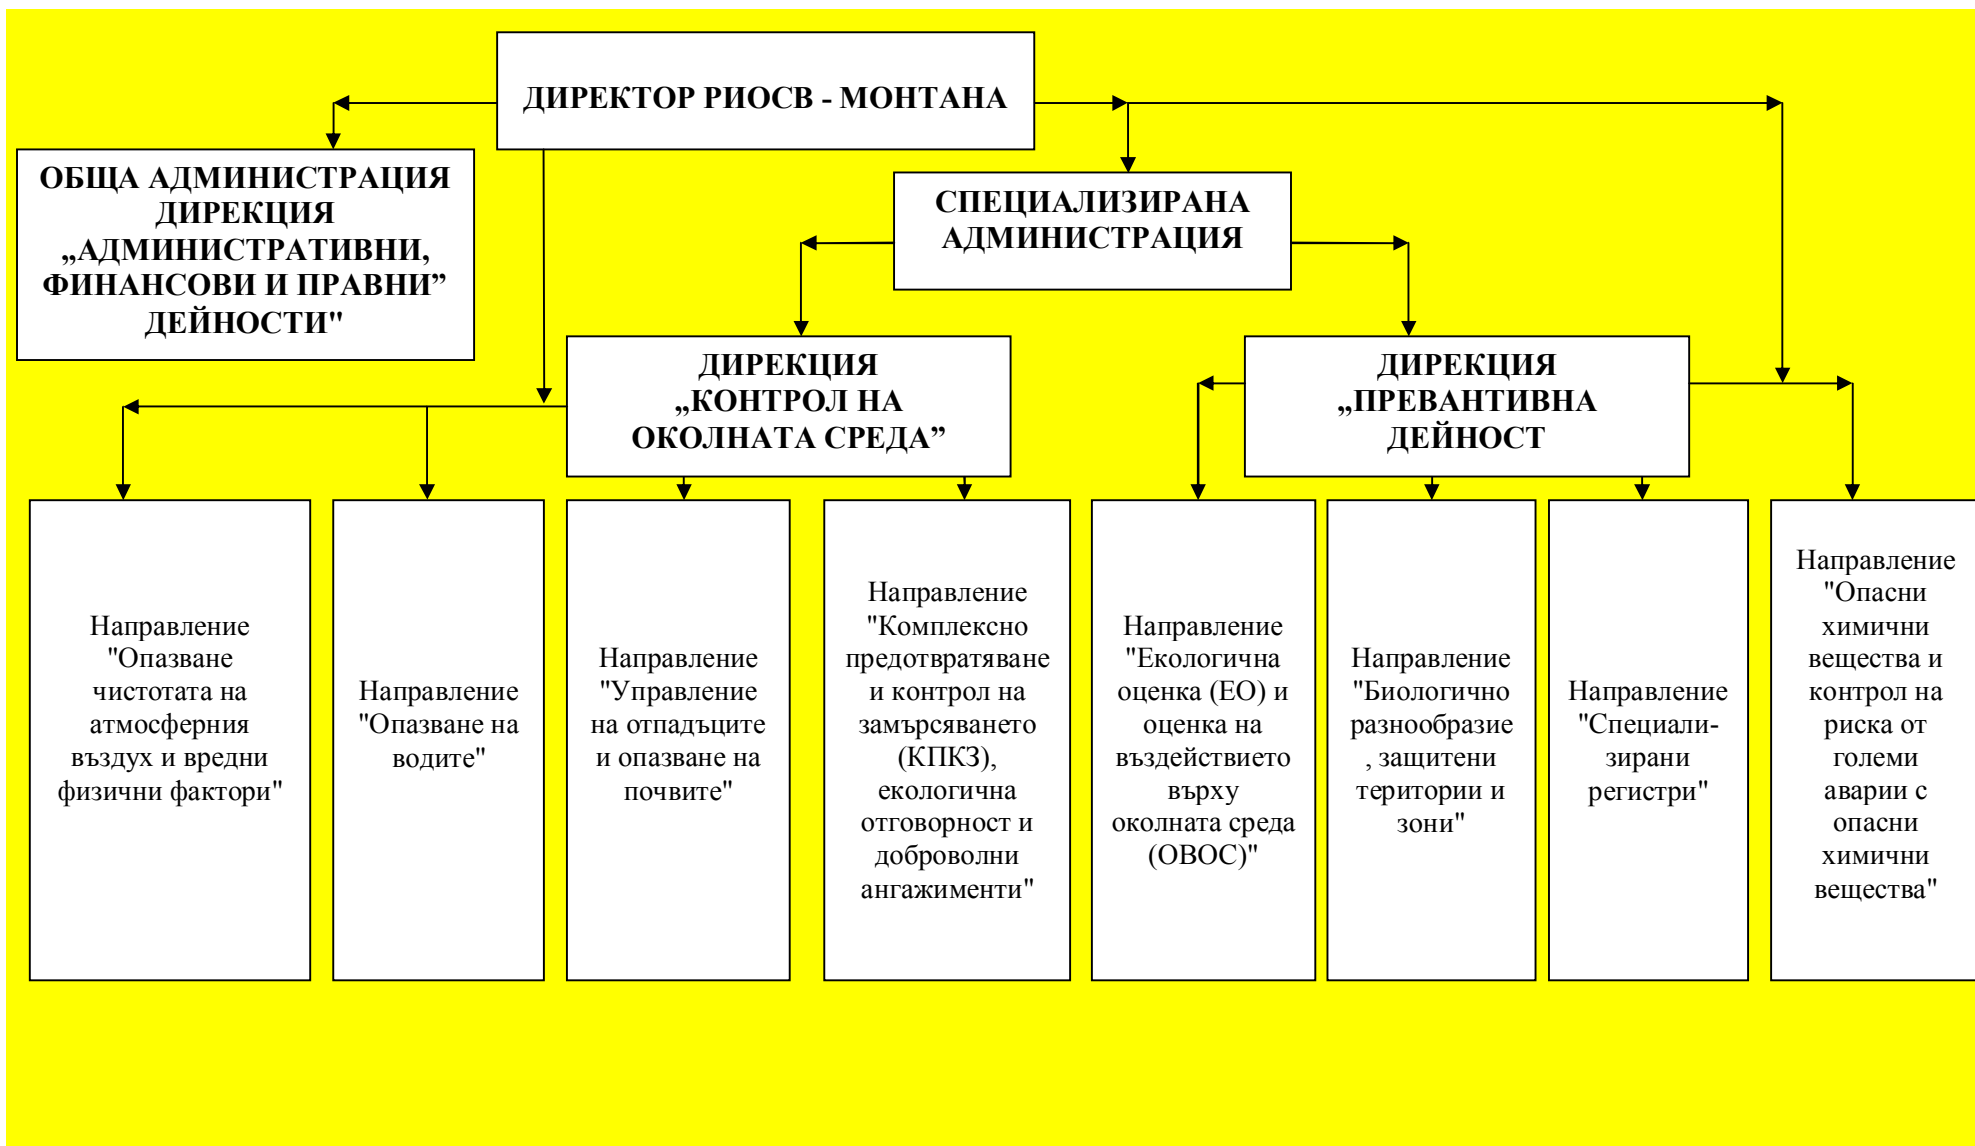 ДИРЕКТОР РИОСВ - МОНТАНА
ОБЩА АДМИНИСТРАЦИЯ
ДИРЕКЦИЯ
„АДМИНИСТРАТИВНИ,
ФИНАНСОВИ И ПРАВНИ”
ДЕЙНОСТИ"
СПЕЦИАЛИЗИРАНА
АДМИНИСТРАЦИЯ
ДИРЕКЦИЯ
„КОНТРОЛ НА
ОКОЛНАТА СРЕДА”
ДИРЕКЦИЯ
„ПРЕВАНТИВНА
ДЕЙНОСТ
Направление
"Опазване
чистотата на
атмосферния
въздух и вредни
физични фактори"
Направление
"Опазване на
водите"
Направление
"Управление
на отпадъците
и опазване на
почвите"
Направление
"Комплексно
предотвратяване
и контрол на
замърсяването
(КПКЗ),
екологична
отговорност и
доброволни
ангажименти"
Направление
"Екологична
оценка (ЕО) и
оценка на
въздействието
върху
околната среда
(ОВОС)"
Направление
"Биологично
разнообразие
, защитени
територии и
зони"
Направление
"Специали-
зирани
регистри"
Направление
"Опасни
химични
вещества и
контрол на
риска от
големи
аварии с
опасни
химични
вещества"